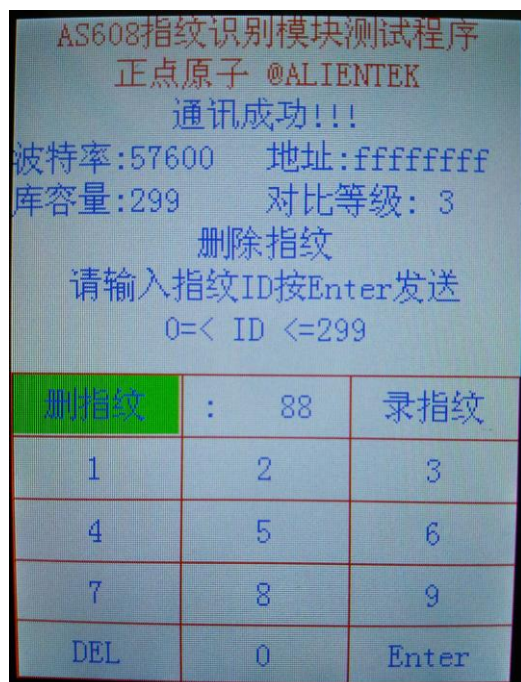 AS608指纹识别模块测试程序
正点原子 @ALIENTEK
通讯成功!!!
波特率:57600 地址:ffffffff
库容量:299 对比等级: 3
删除指纹
请输入指纹ID按Enter发送
0=< ID <=299
删指纹 : 88 录指纹
1 2 3
4 5 6
7 8 9
DEL 0 Enter